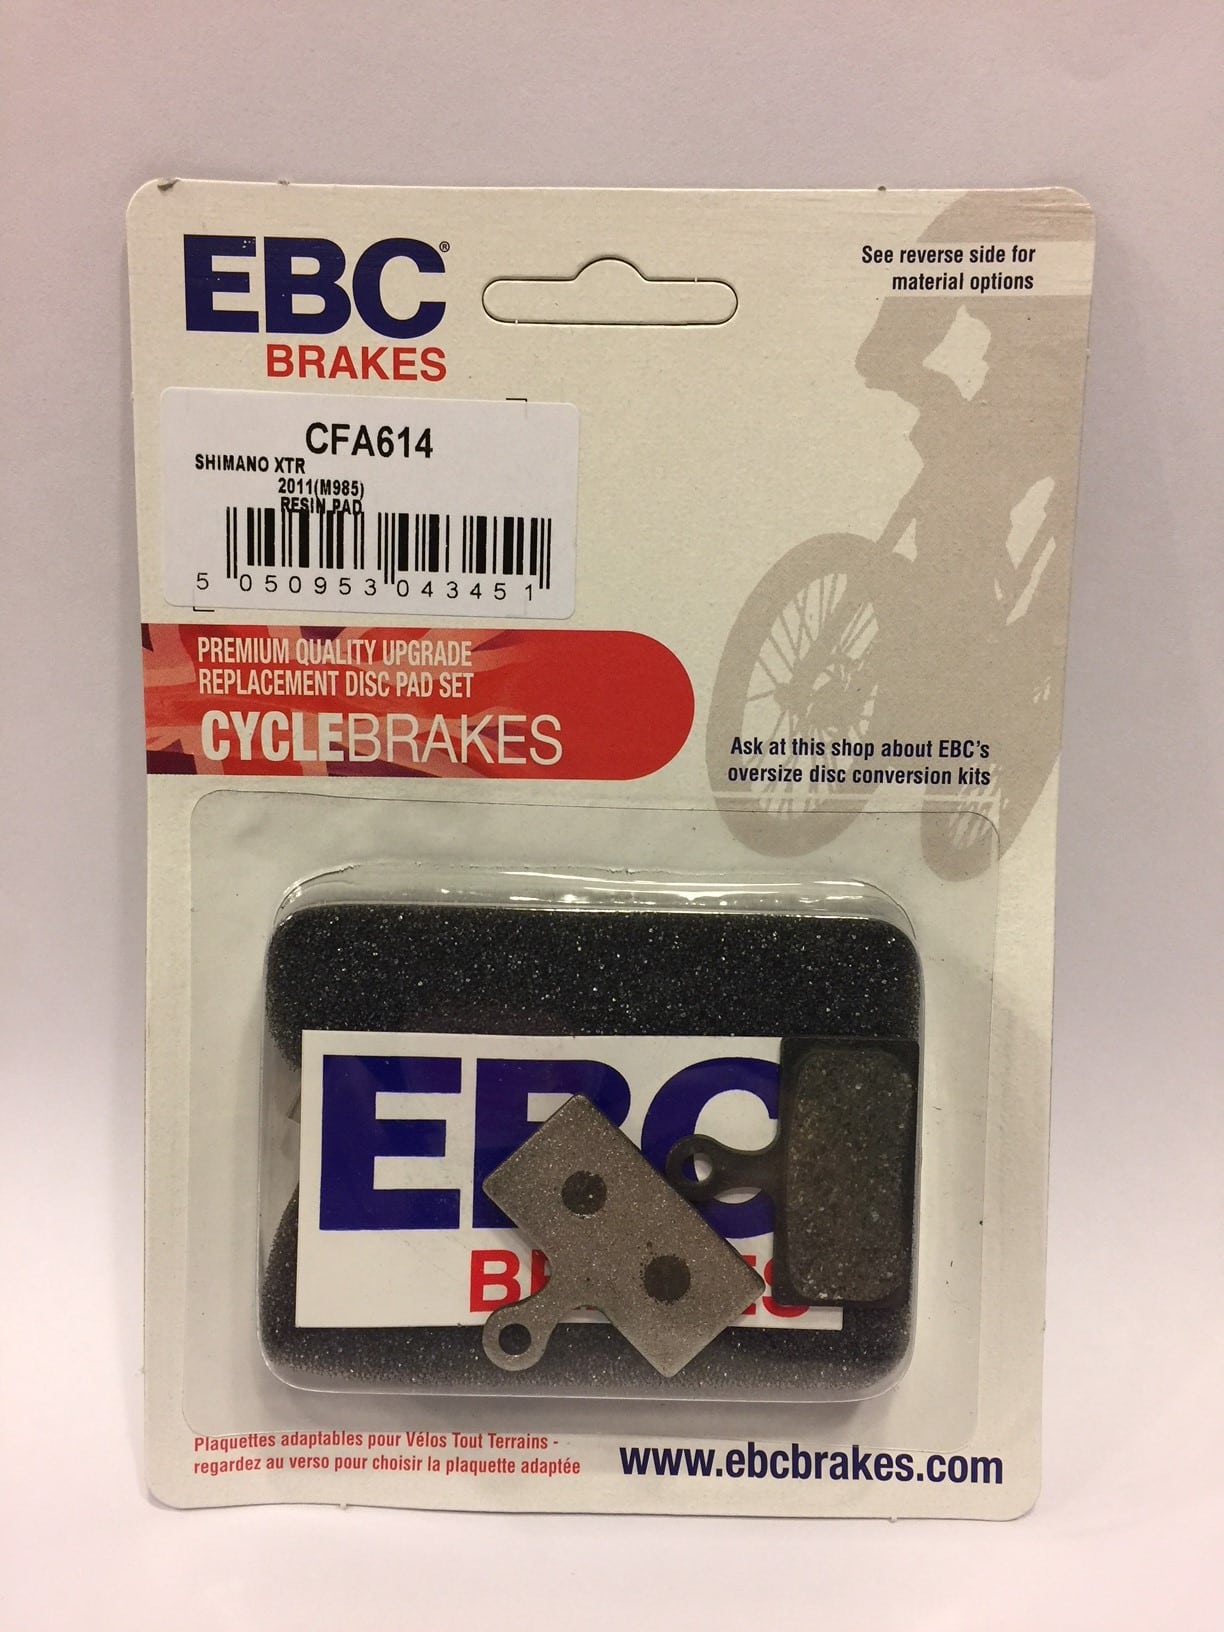 EBC®
BRAKES
See reverse side for
material options
CFA614
SHIMANO XTR
2011(M985)
RESIN PAD
5 050953 043451
PREMIUM QUALITY UPGRADE
REPLACEMENT DISC PAD SET
CYCLEBRAKES
Ask at this shop about EBC's
oversize disc conversion kits
EBC
Plaquettes adaptables pour Vélos Tout Terrains -
regardez au verso pour choisir la plaquette adaptée
www.ebcbrakes.com